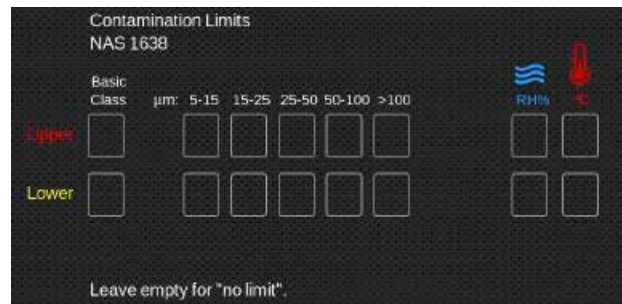 Contamination Limits
NAS 1638
Basic
Class µm: 5-15 15-25 25-50 50-100 >100 RH% °C
Upper
Lower
Leave empty for "no limit".